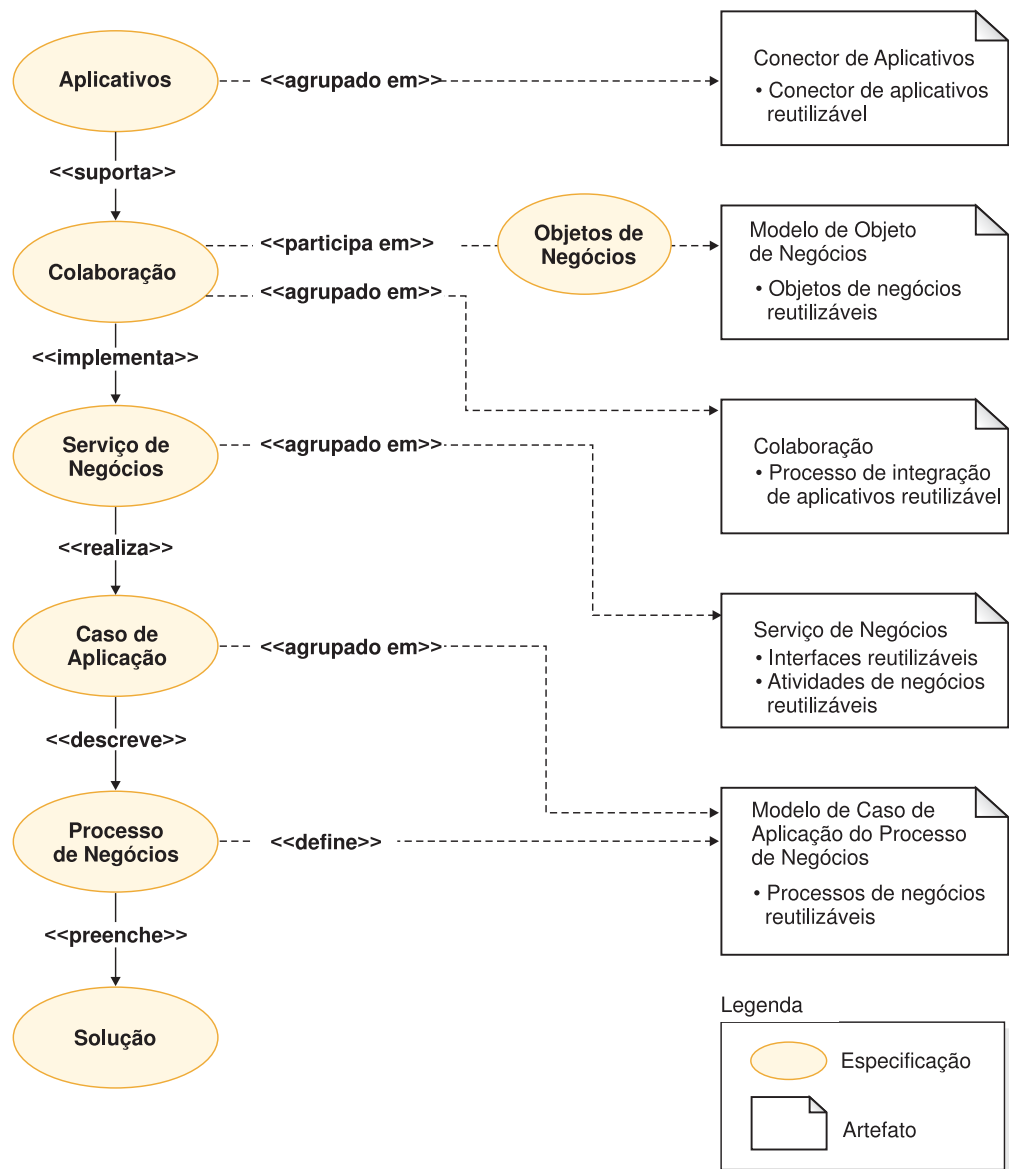 Aplicativos
<<agrupado em>>
Conector de Aplicativos
• Conector de aplicativos
reutilizável
<<suporta>>
Colaboração
<<participa em>>
Objetos de
Negócios
Modelo de Objeto
de Negócios
• Objetos de negócios
reutilizáveis
<<agrupado em>>
<<implementa>>
Colaboração
• Processo de integração
de aplicativos reutilizável
Serviço de
Negócios
<<agrupado em>>
<<realiza>>
Serviço de Negócios
• Interfaces reutilizáveis
• Atividades de negócios
reutilizáveis
Caso de
Aplicação
<<agrupado em>>
<<descreve>>
Processo
de Negócios
<<define>>
Modelo de Caso de
Aplicação do Processo
de Negócios
• Processos de negócios
reutilizáveis
<<preenche>>
Solução
Legenda
Especificação
Artefato